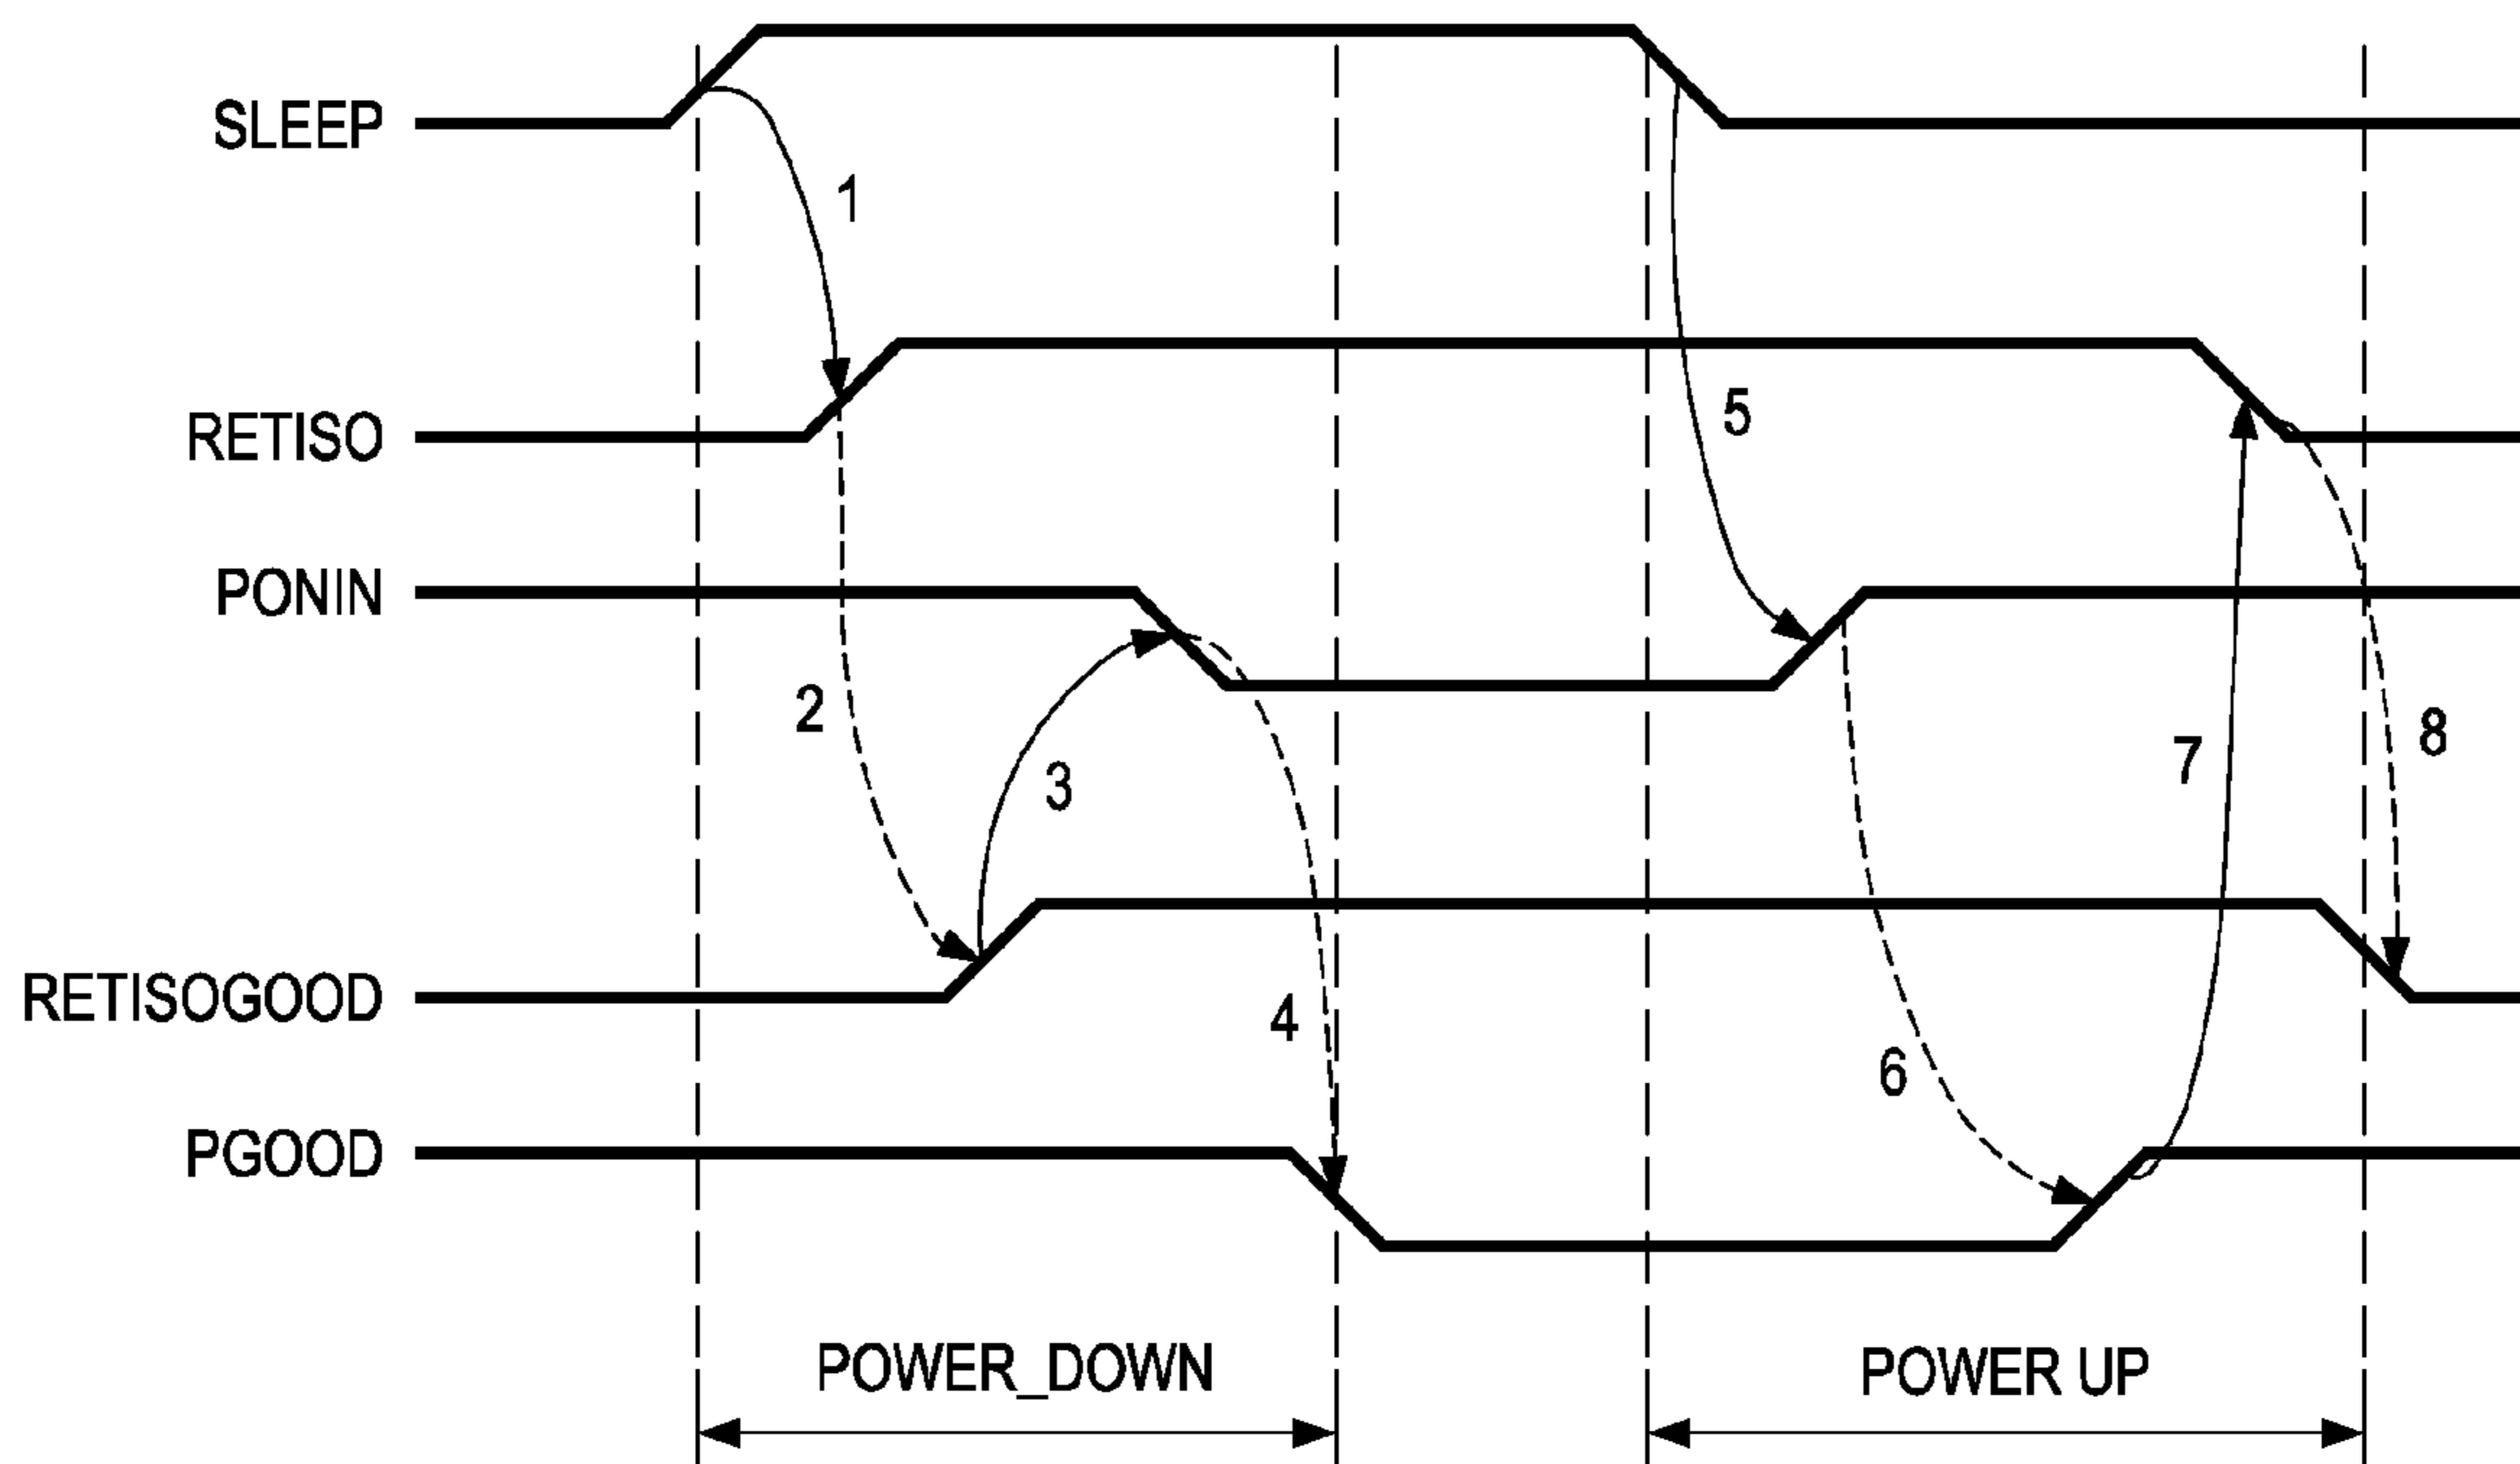 SLEEP
1
RETISO
5
PONIN
2
3
7
8
RETISOGOOD
4
6
PGOOD
POWER_DOWN
POWER UP